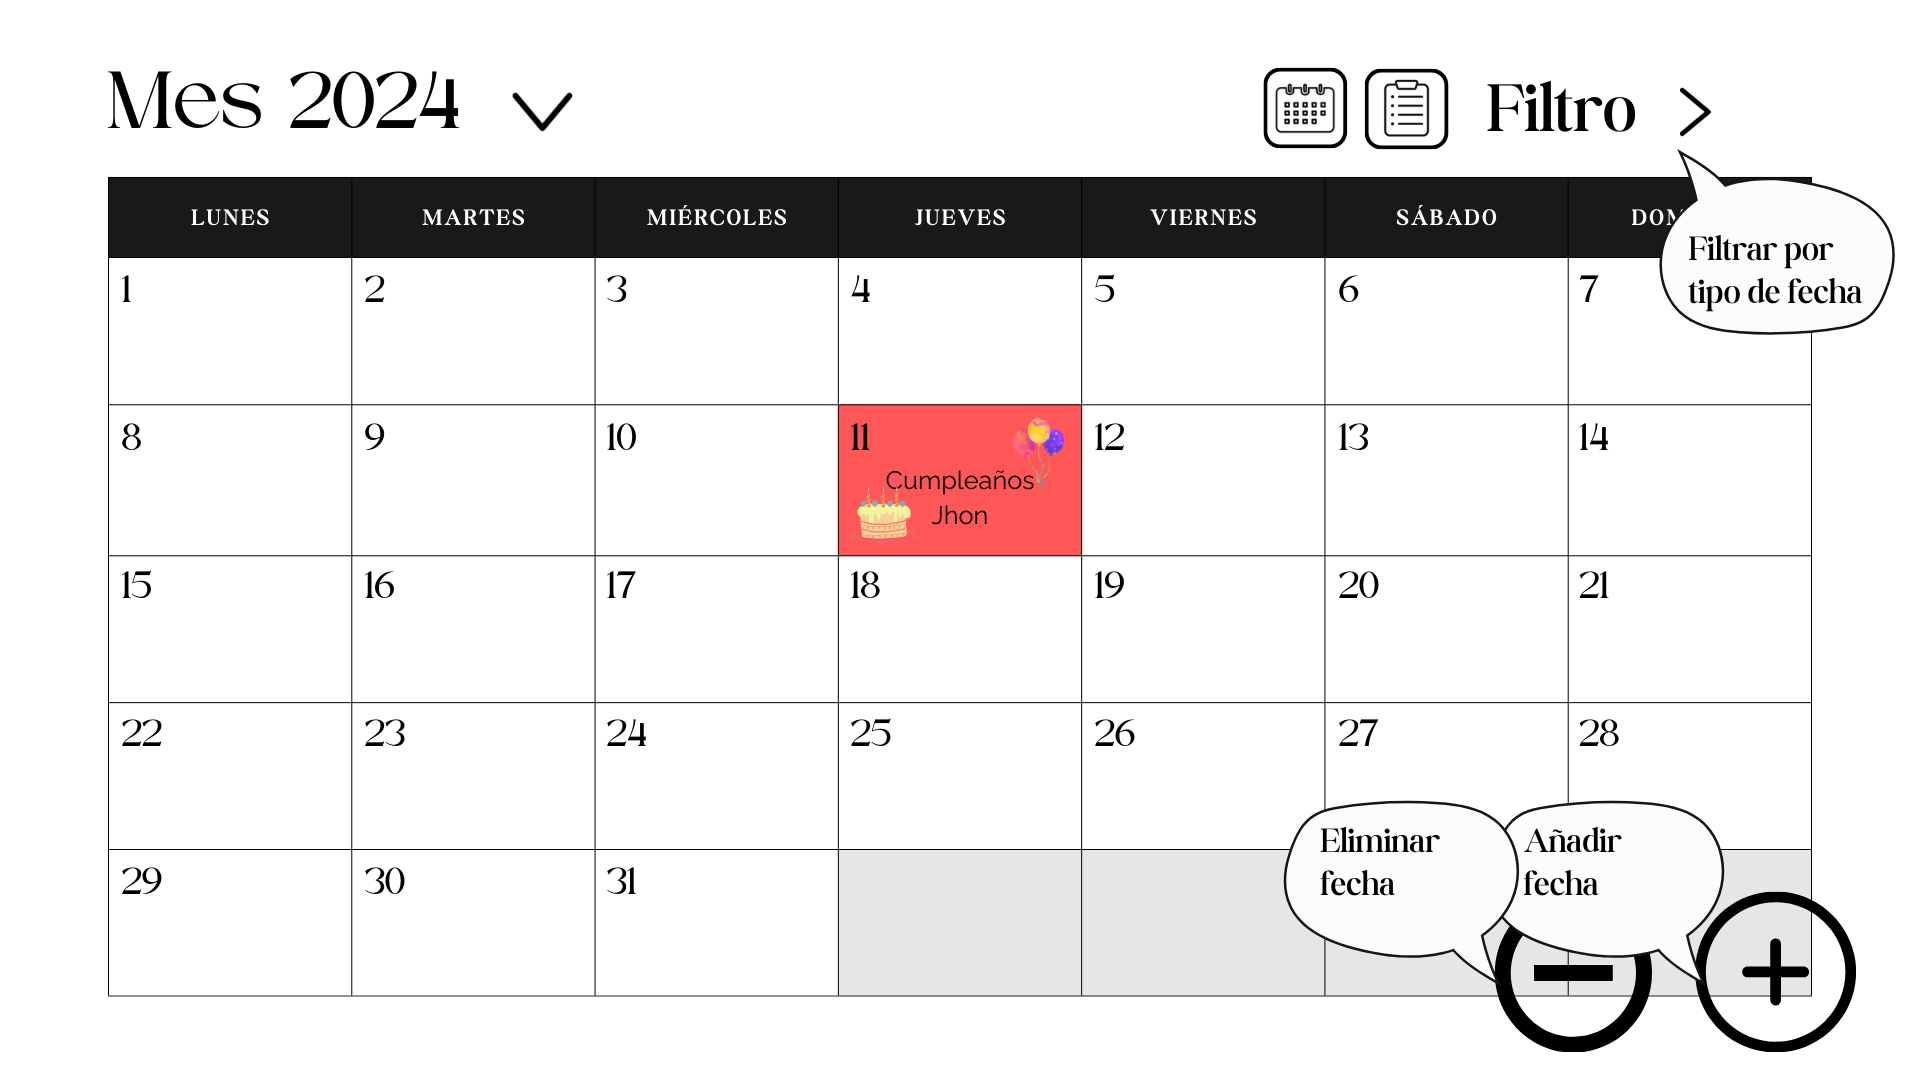 Mes 2024
Filtro
LUNES MARTES MIÉRCOLES JUEVES VIERNES SÁBADO DOM
Filtrar por
tipo de fecha
1 2 3 4 5 6 7
8 9 10 11 12 13 14
Cumpleaños
Jhon
15 16 17 18 19 20 21
22 23 24 25 26 27 28
Eliminar
fecha
Añadir
fecha
29 30 31